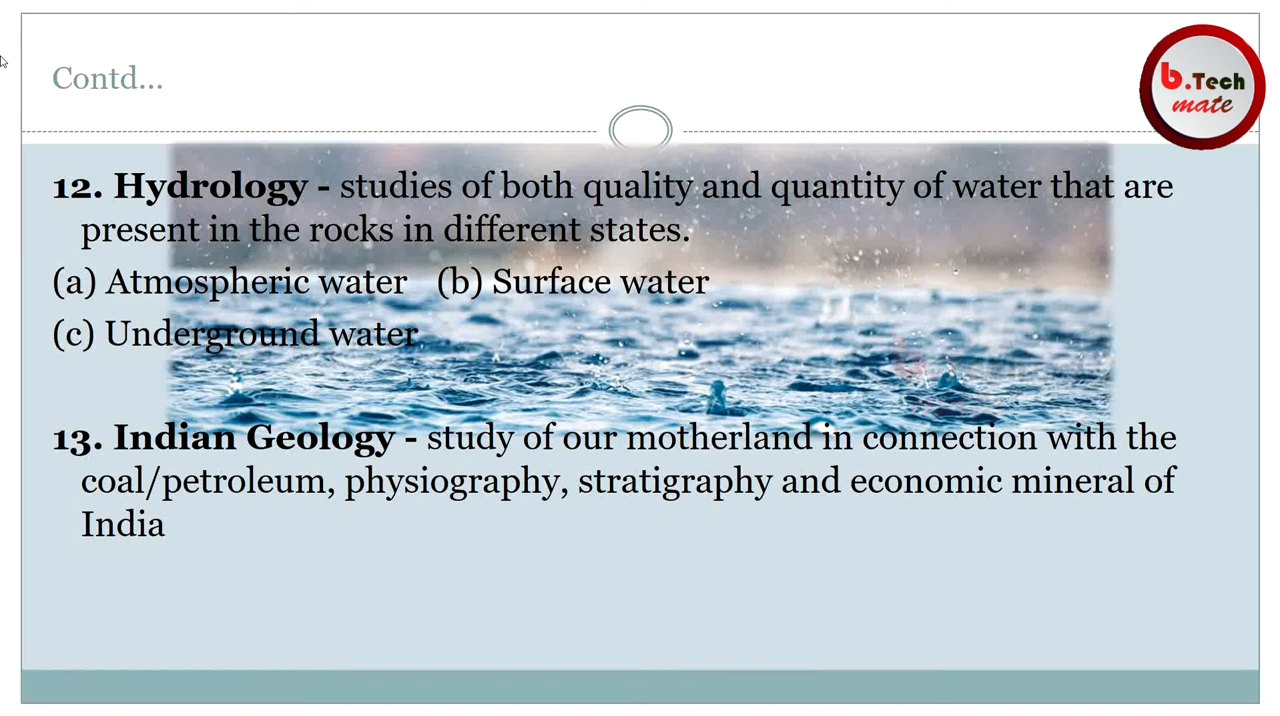 Contd...
b.Tech
mate
12. Hydrology - studies of both quality and quantity of water that are
present in the rocks in different states.
(a) Atmospheric water (b) Surface water
(c) Underground water
13. Indian Geology - study of our motherland in connection with the
coal/petroleum, physiography, stratigraphy and economic mineral of
India